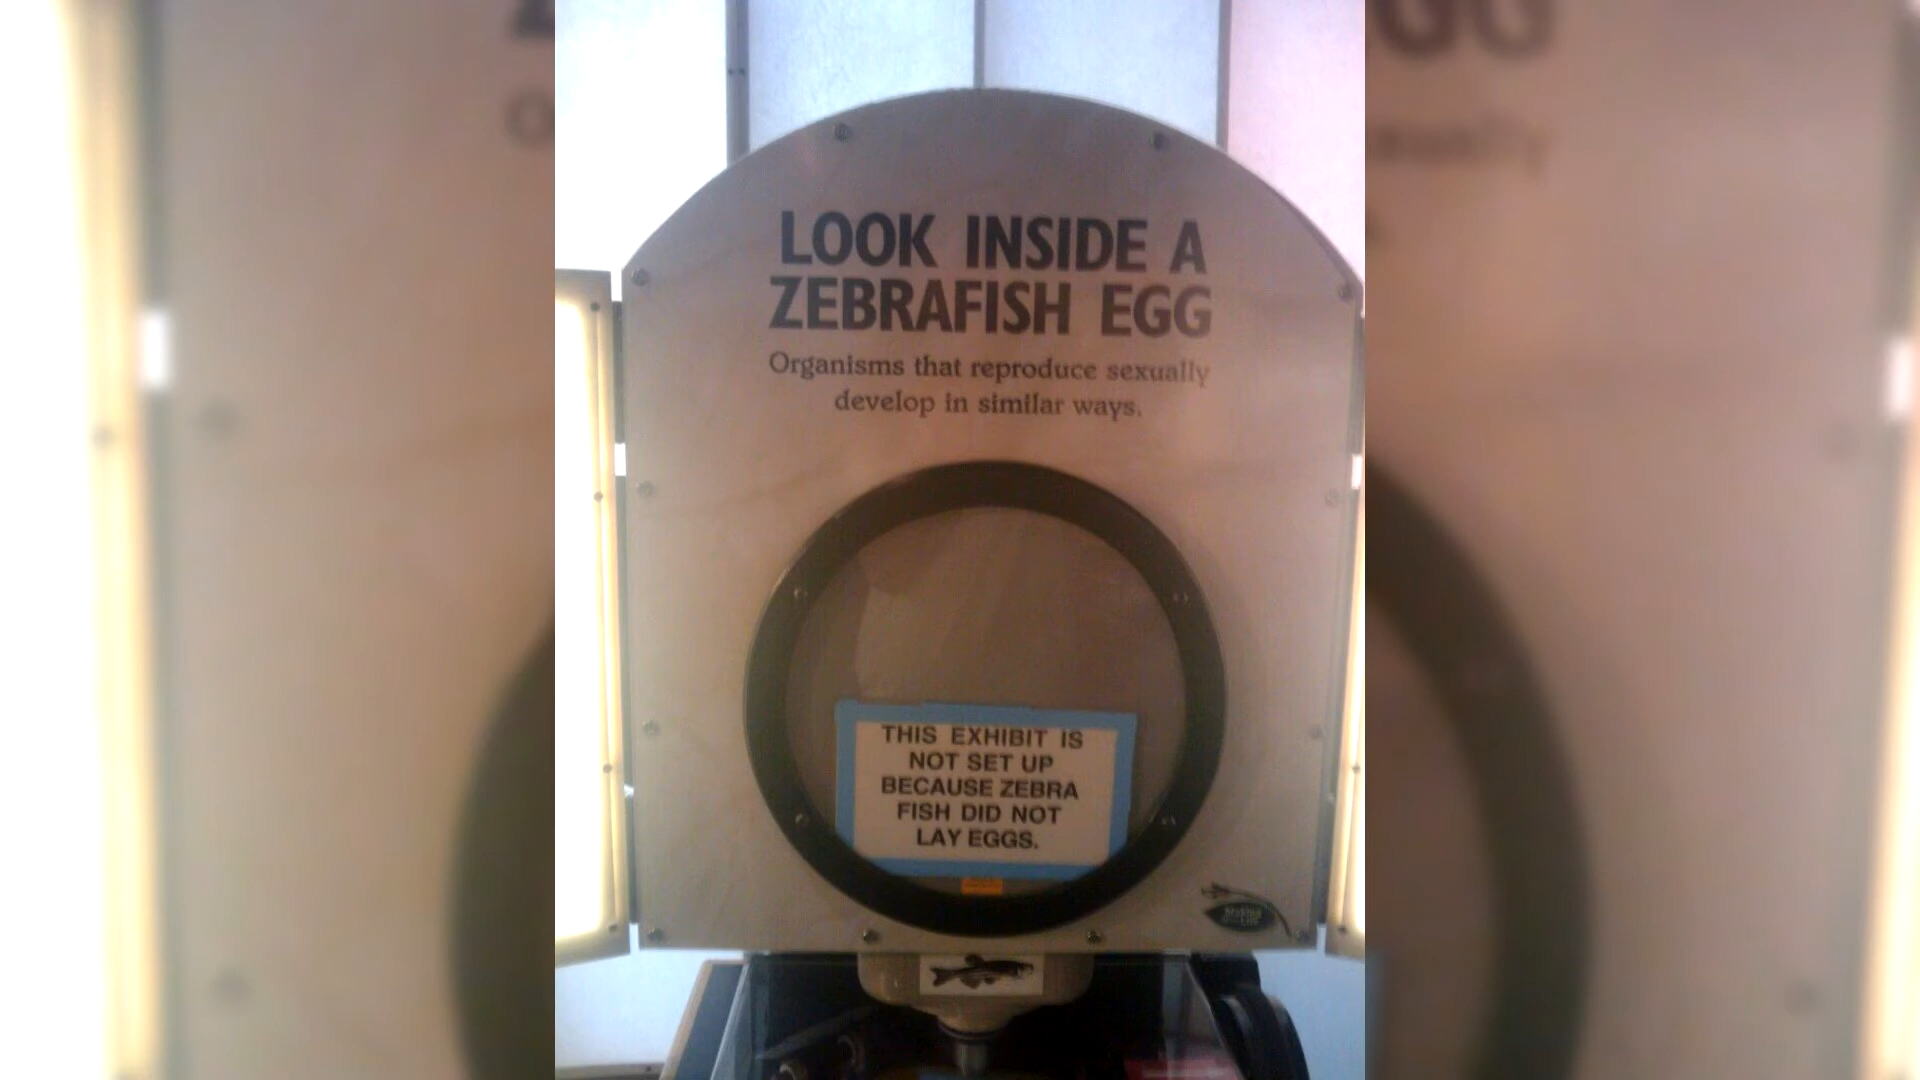 LOOK INSIDE A
ZEBRAFISH EGG
Organisms that reproduce sexually
develop in similar ways.
THIS EXHIBIT IS
NOT SET UP
BECAUSE ZEBRA
FISH DID NOT
LAY EGGS.